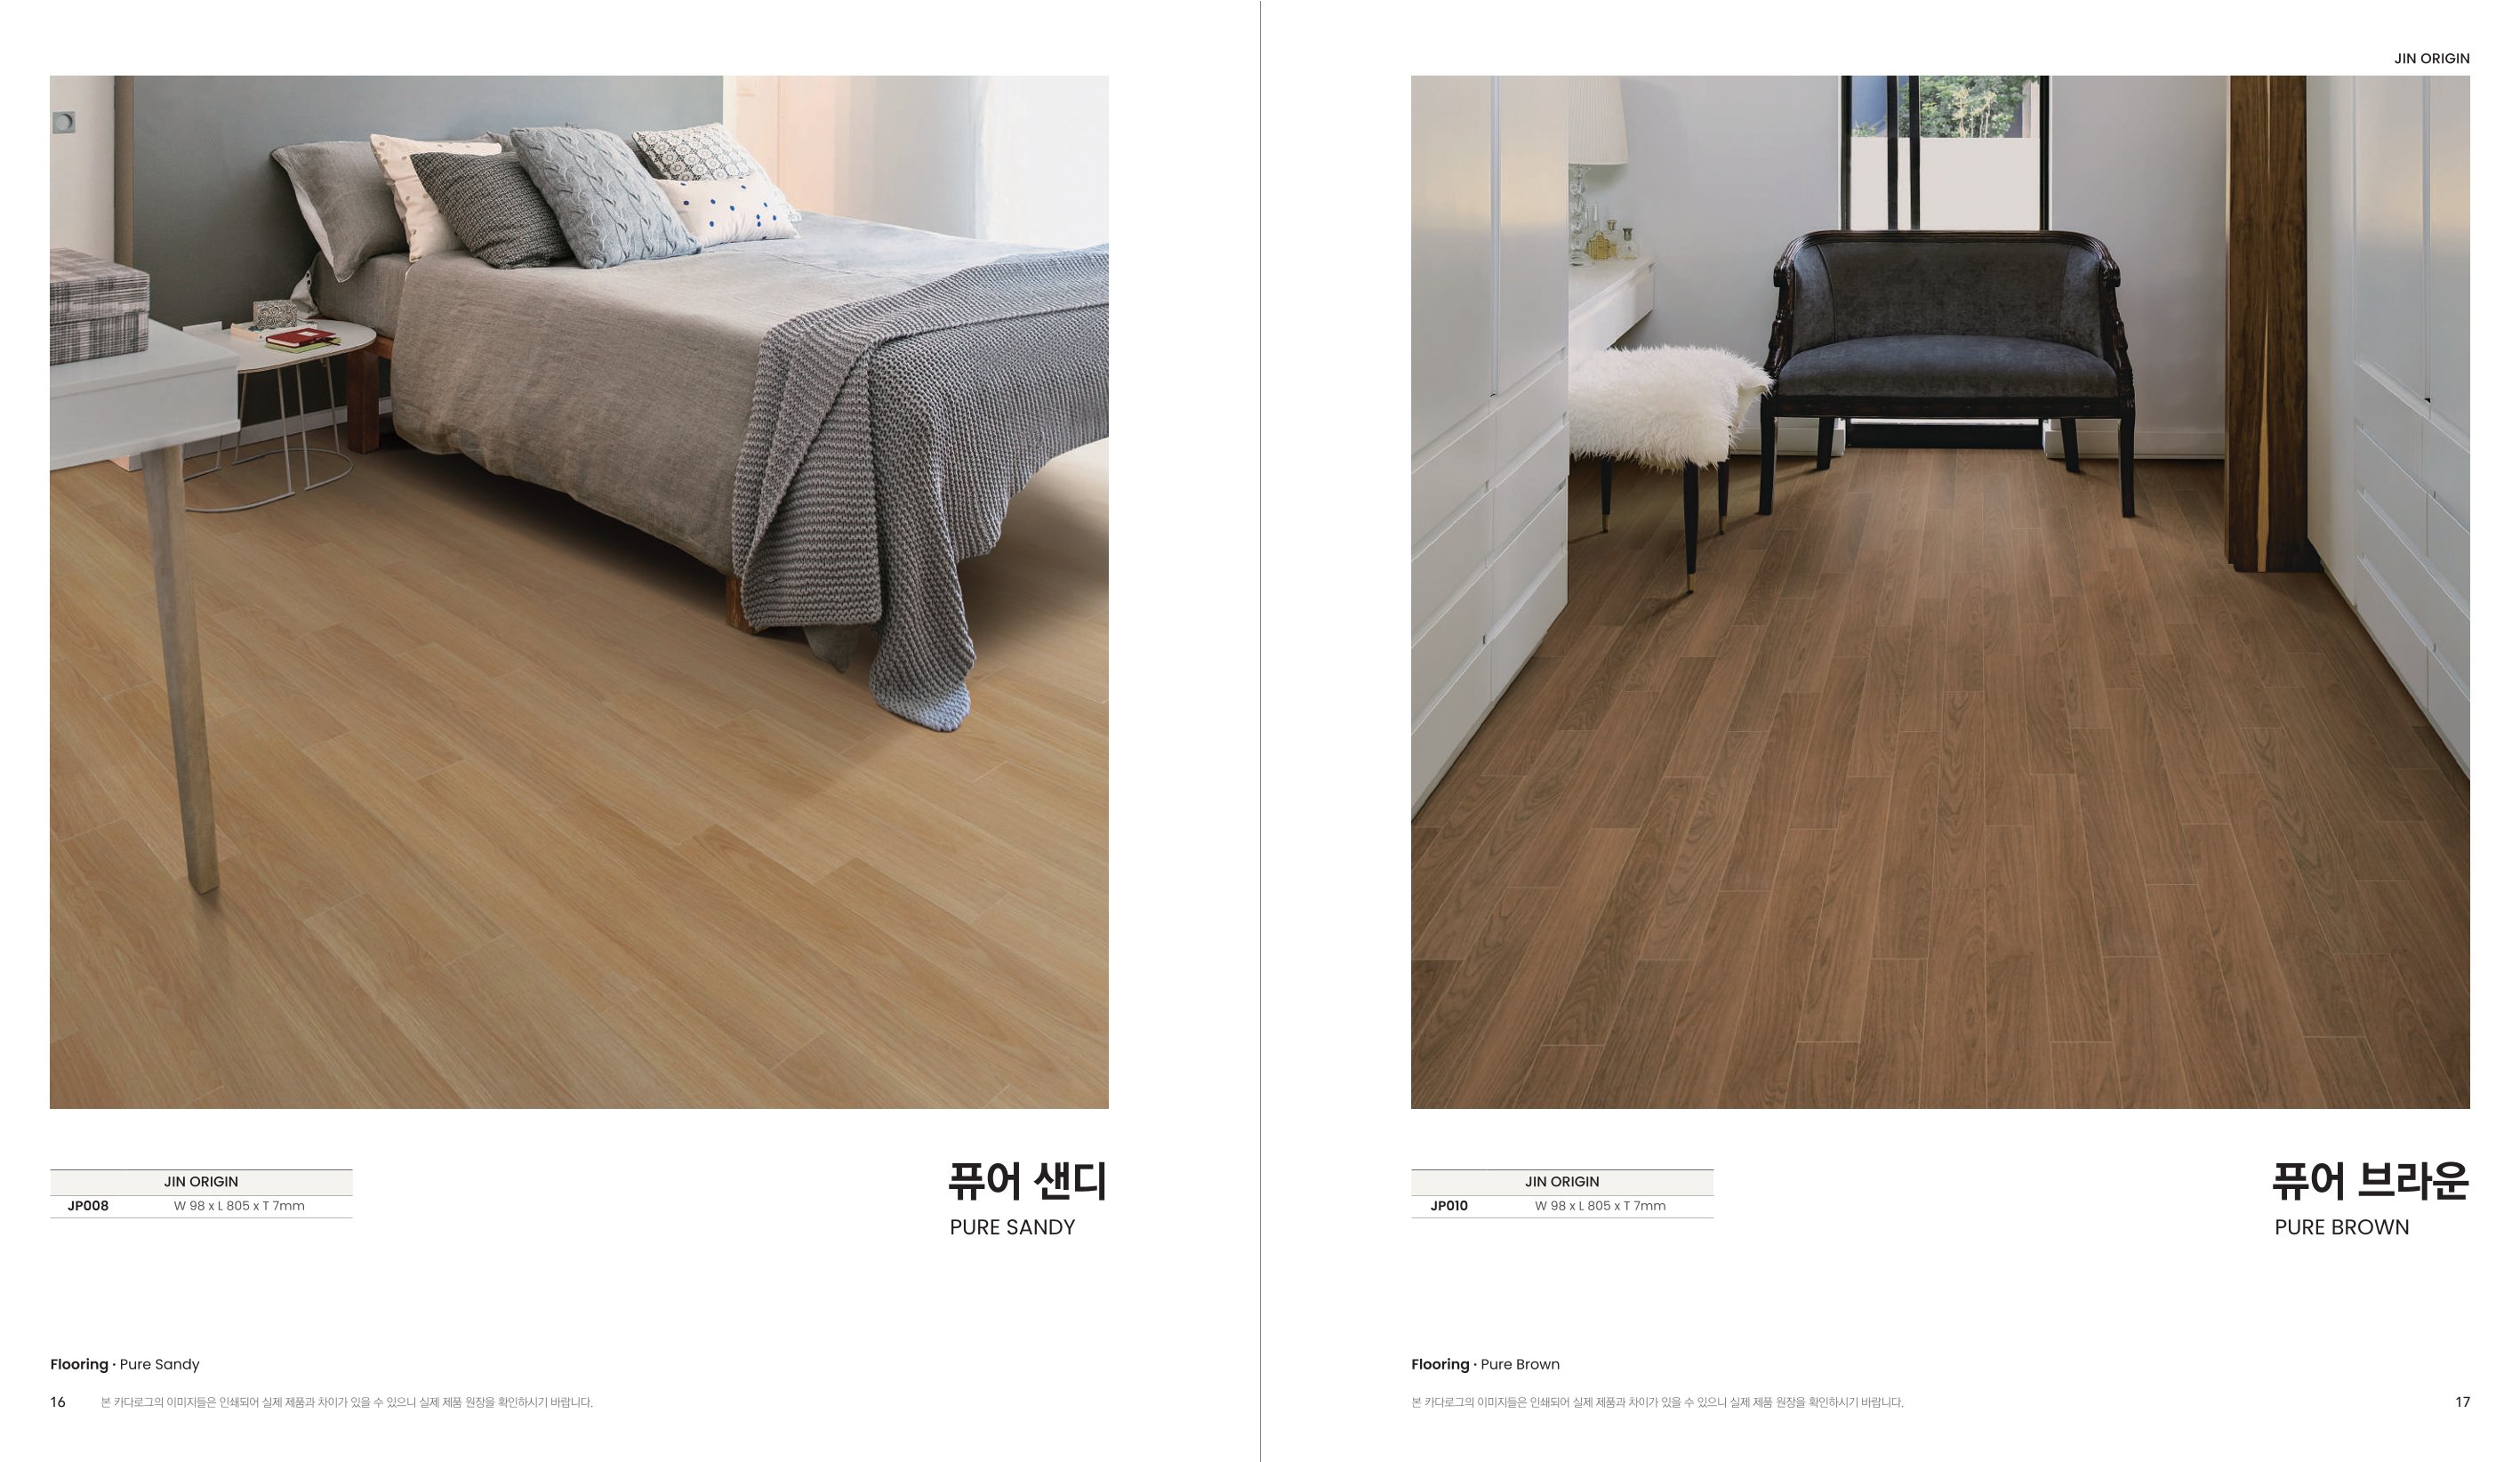 JIN ORIGIN
JIN ORIGIN
JP008 W 98 x L 805 x T 7mm
퓨어 샌디
PURE SANDY
Flooring · Pure Sandy
16 본 카다로그의 이미지들은 인쇄되어 실제 제품과 차이가 있을 수 있으니 실제 제품 원장을 확인하시기 바랍니다.
JIN ORIGIN
JP010 W 98 x L 805 x T 7mm
퓨어 브라운
PURE BROWN
Flooring · Pure Brown
본 카다로그의 이미지들은 인쇄되어 실제 제품과 차이가 있을 수 있으니 실제 제품 원장을 확인하시기 바랍니다. 17